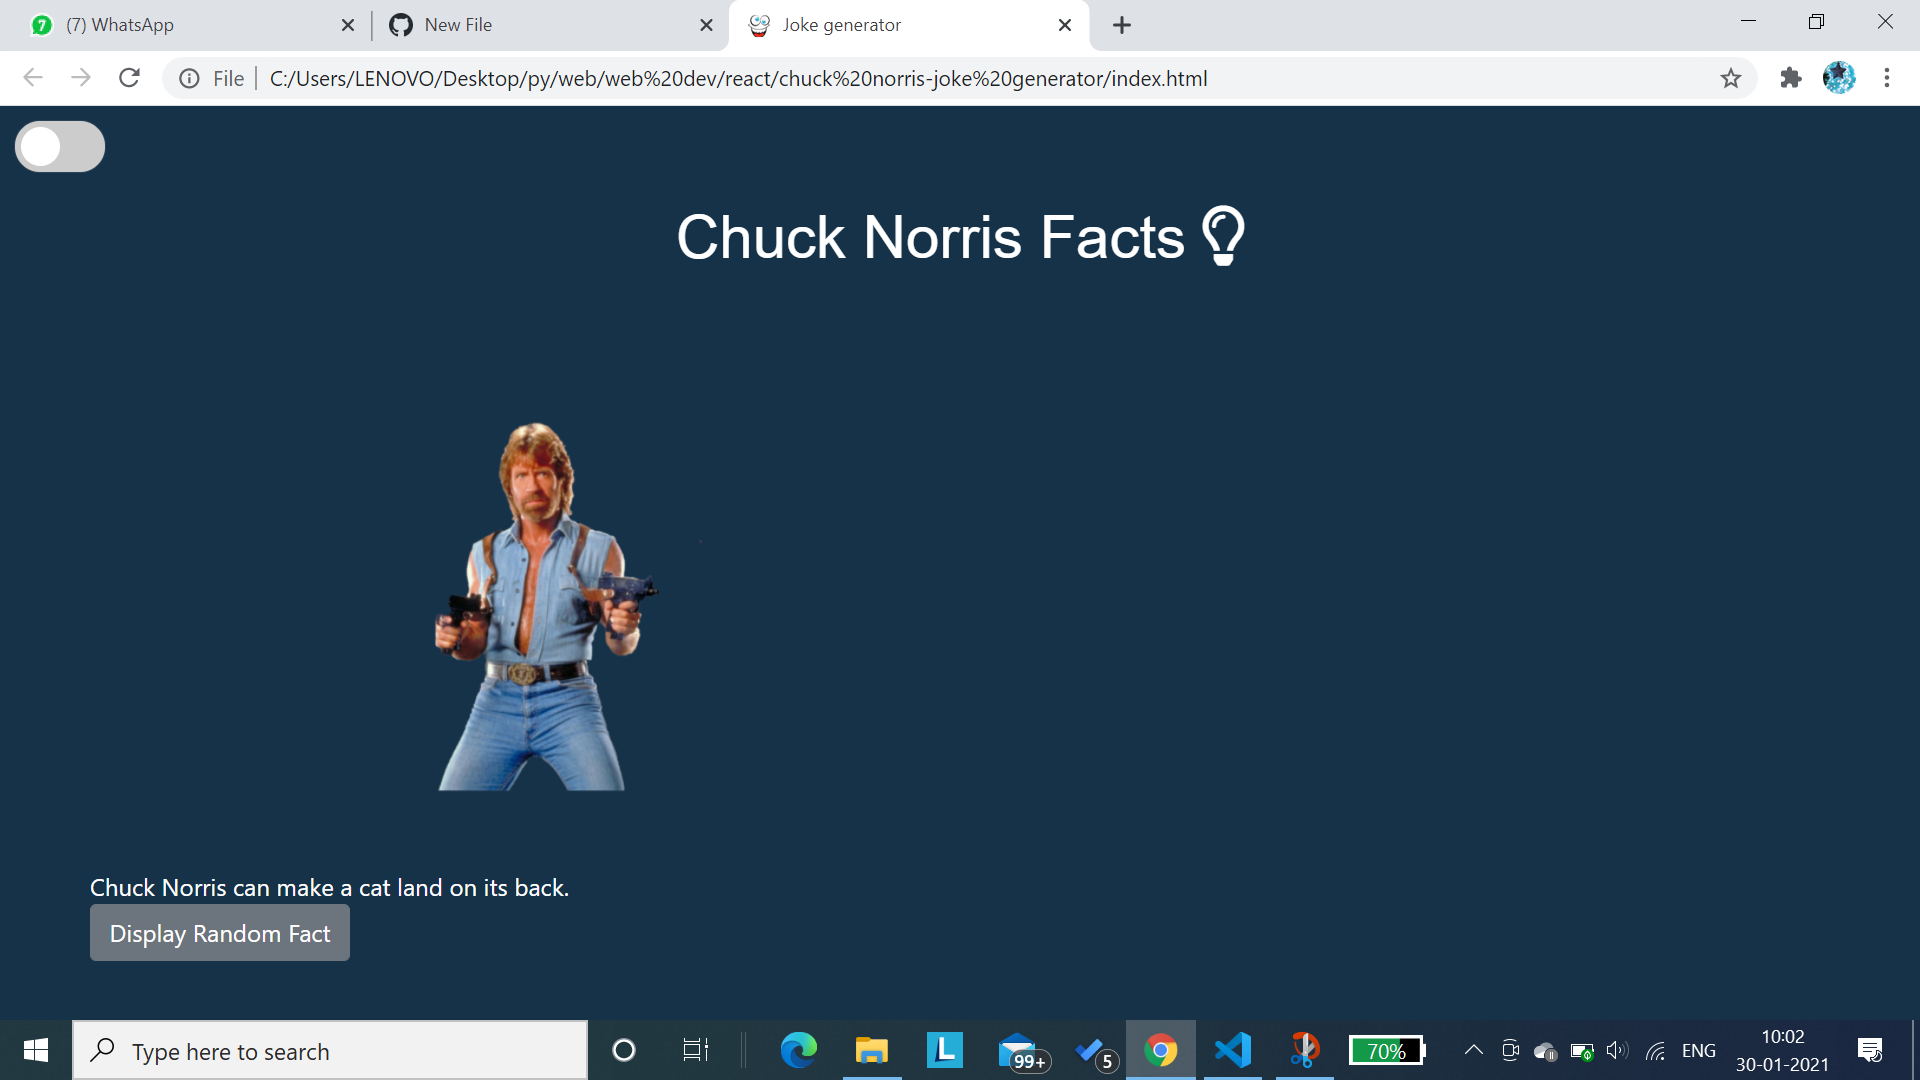 7 (7) WhatsApp
New File
Joke generator
File
C:/Users/LENOVO/Desktop/py/web/web%20dev/react/chuck%20norris-joke%20generator/index.html
Chuck Norris Facts
Chuck Norris can make a cat land on its back.
Display Random Fact
Type here to search
L
99+
5
70%
ENG
10:02
30-01-2021